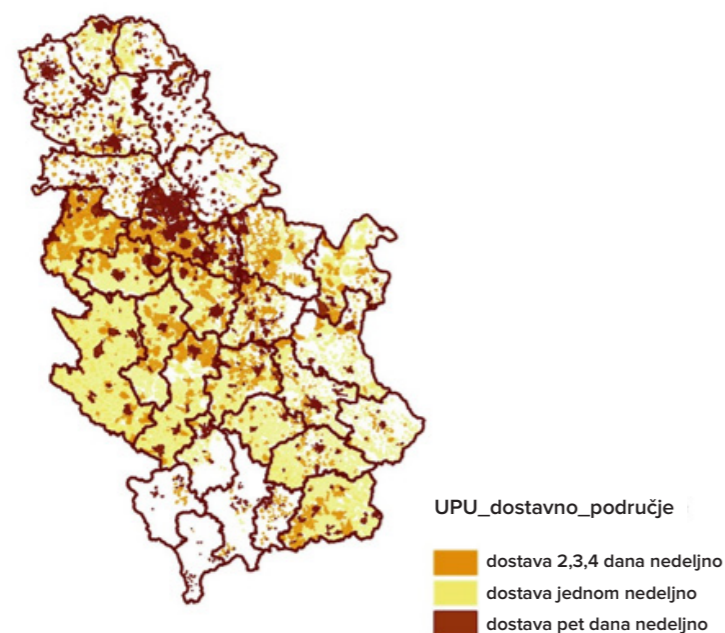 UPU_dostavno_područje
dostava 2,3,4 dana nedeljno
dostava jednom nedeljno
dostava pet dana nedeljno